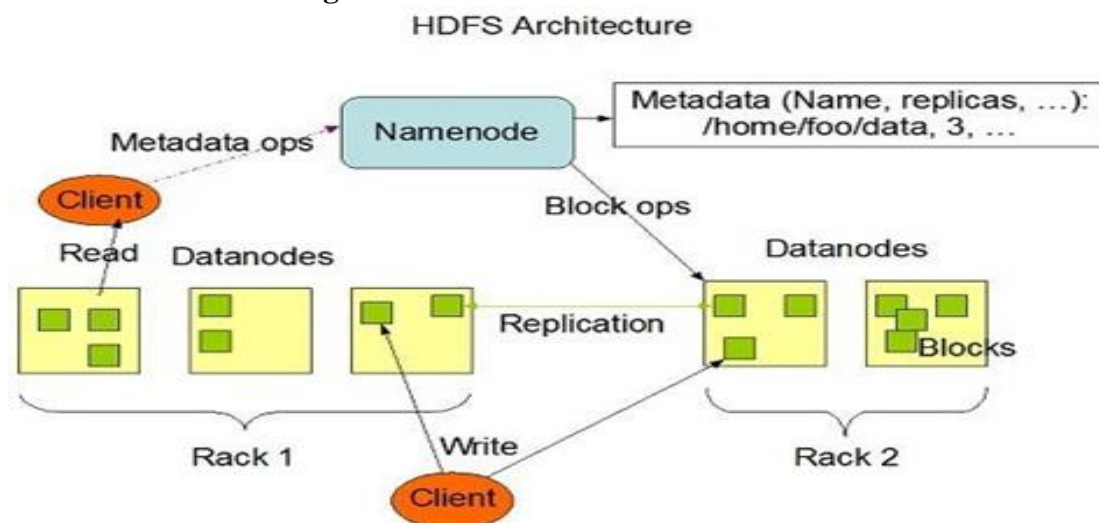 HDFS Architecture
Metadata (Name, replicas, ...):
/home/foo/data, 3, ...
Namenode
Metadata ops
Client
Block ops
Read
Datanodes
Datanodes
Replication
Blocks
Rack 1
Write
Rack 2
Client